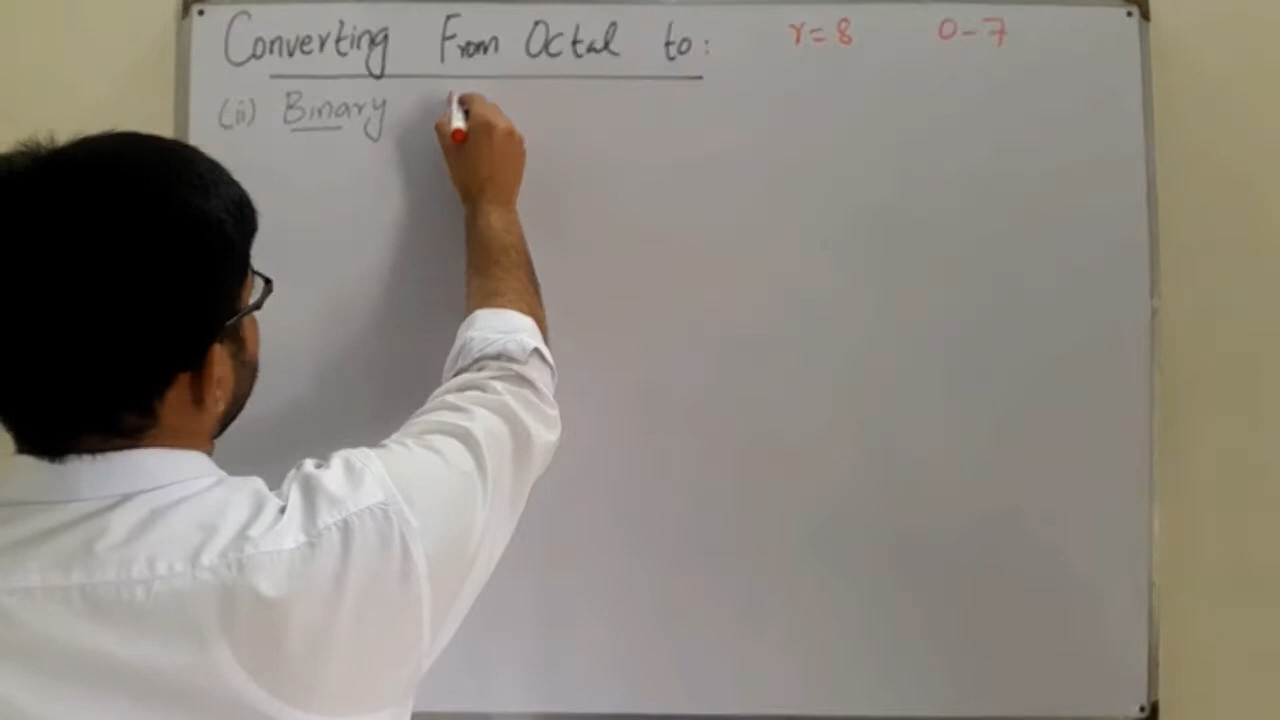 Converting From Octal to: r=8 0-7
(ii) Binary